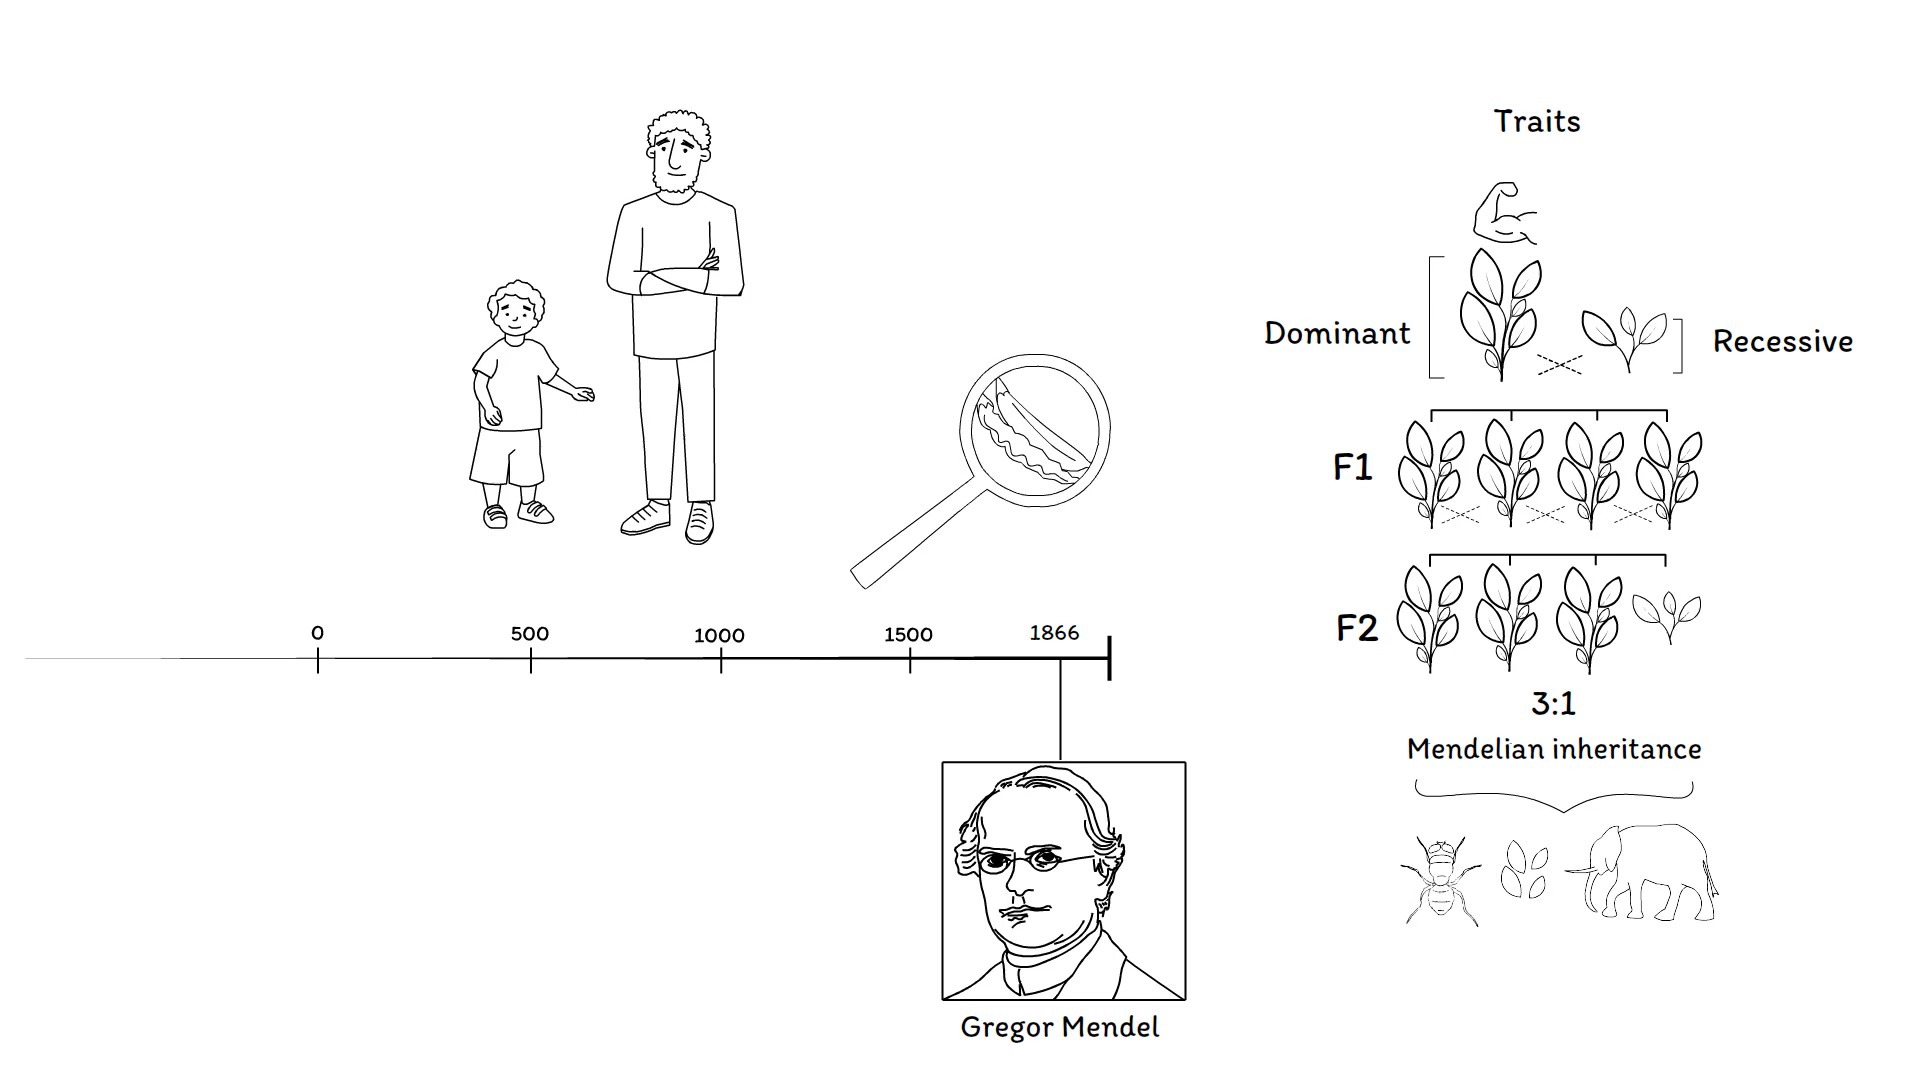 Traits
Dominant
Recessive
F1
F2
3:1
Mendelian inheritance
0
500
1000
1500
1866
Gregor Mendel